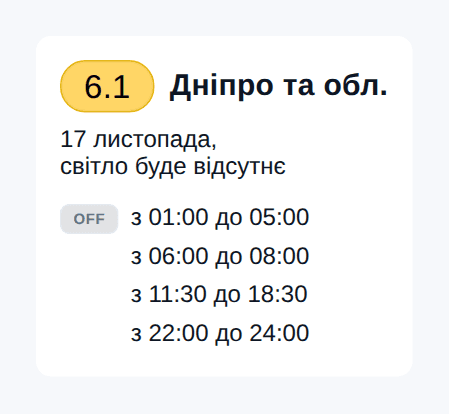 6.1 Дніпро та обл.
17 листопада,
світло буде відсутнє
OFF з 01:00 до 05:00
з 06:00 до 08:00
з 11:30 до 18:30
з 22:00 до 24:00